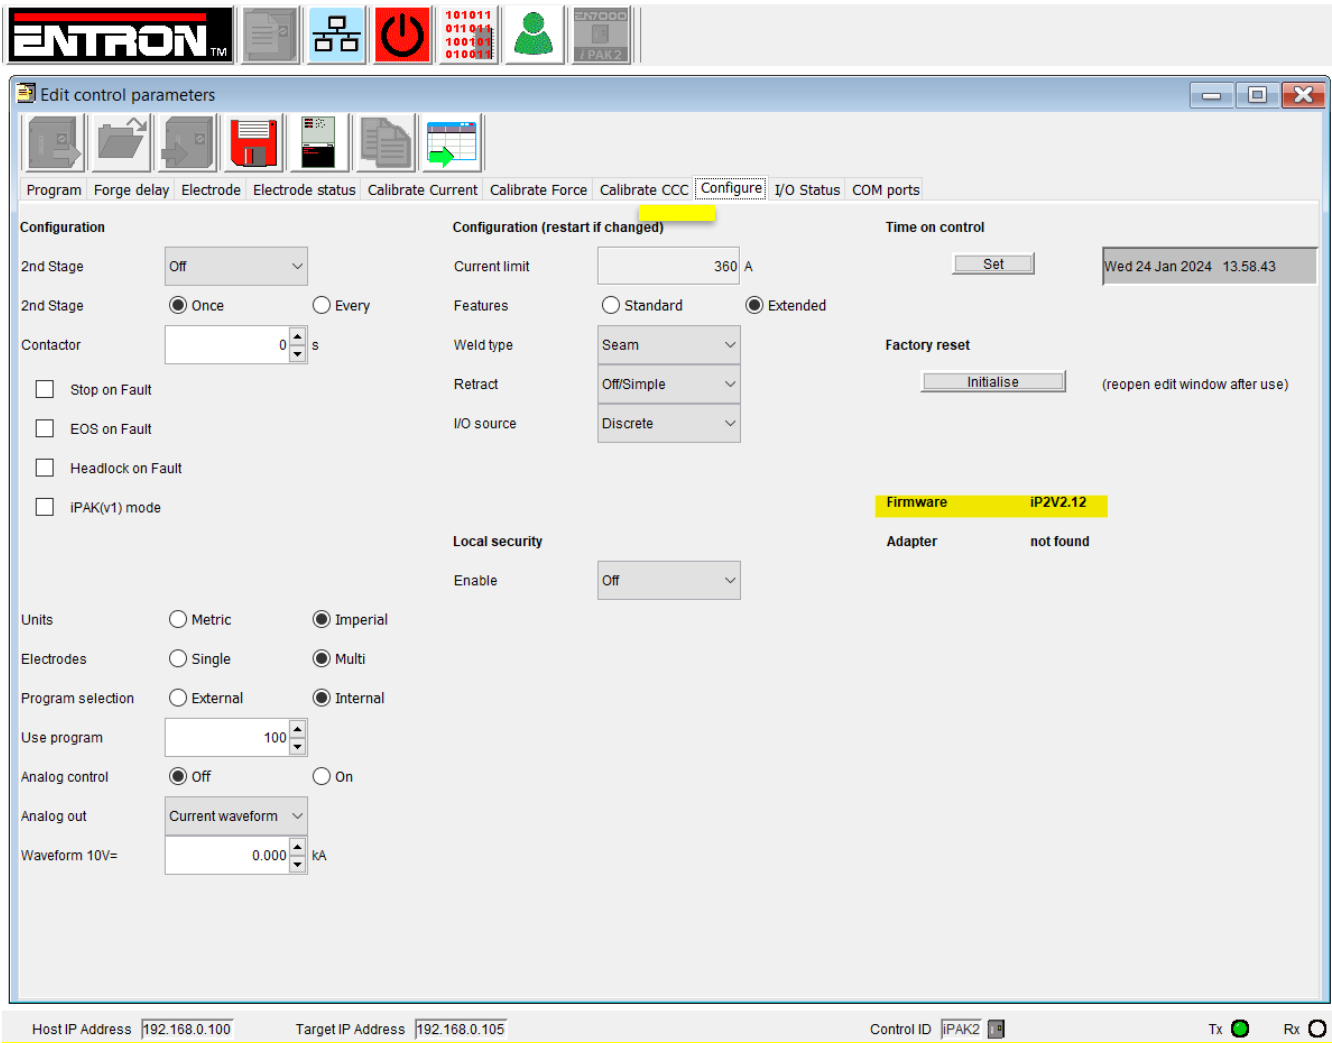 ENTRON TM
101011
011011
100101
010011
EN7000
iPAK2
Edit control parameters
Program Forge delay Electrode Electrode status Calibrate Current Calibrate Force Calibrate CCC Configure I/O Status COM ports
Configuration Configuration (restart if changed) Time on control
2nd Stage Off Current limit 360 A Set Wed 24 Jan 2024 13.58.43
2nd Stage Once Every Features Standard Extended
Contactor 0 s Weld type Seam Factory reset
Stop on Fault Retract Off/Simple Initialise (reopen edit window after use)
EOS on Fault I/O source Discrete
Headlock on Fault
iPAK(v1) mode Firmware iP2V2.12
Local security Adapter not found
Enable Off
Units Metric Imperial
Electrodes Single Multi
Program selection External Internal
Use program 100
Analog control Off On
Analog out Current waveform
Waveform 10V= 0.000 kA
Host IP Address 192.168.0.100 Target IP Address 192.168.0.105 Control ID iPAK2 Tx Rx